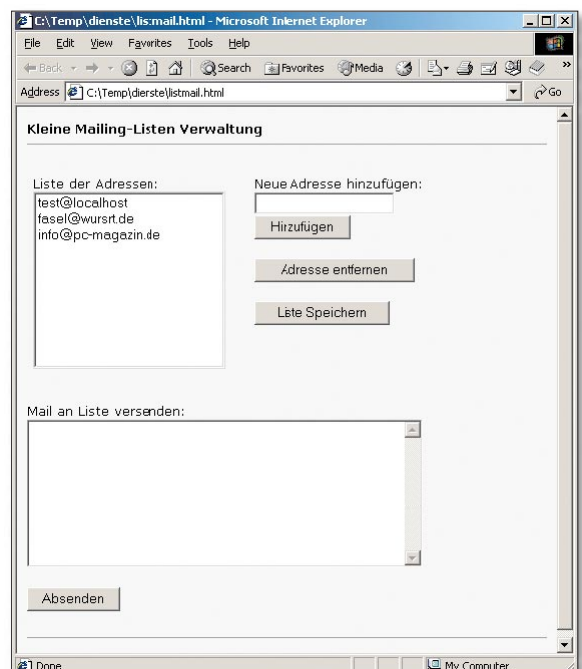 C:\Temp\dienste\lis:mail.html - Microsoft Internet Explorer
File Edit View Favorites Tools Help
Back Search Favorites Media
Address C:\Temp\dierste\listmail.html Go
Kleine Mailing-Listen Verwaltung
Liste der Adressen:
test@localhost
fasel@wursrt.de
info@pc-magazin.de
Neue Adresse hinzufügen:
Hirzufügen
Adresse entfernen
Liste Speichern
Mail an Liste versenden:
Absenden
Done My Computer